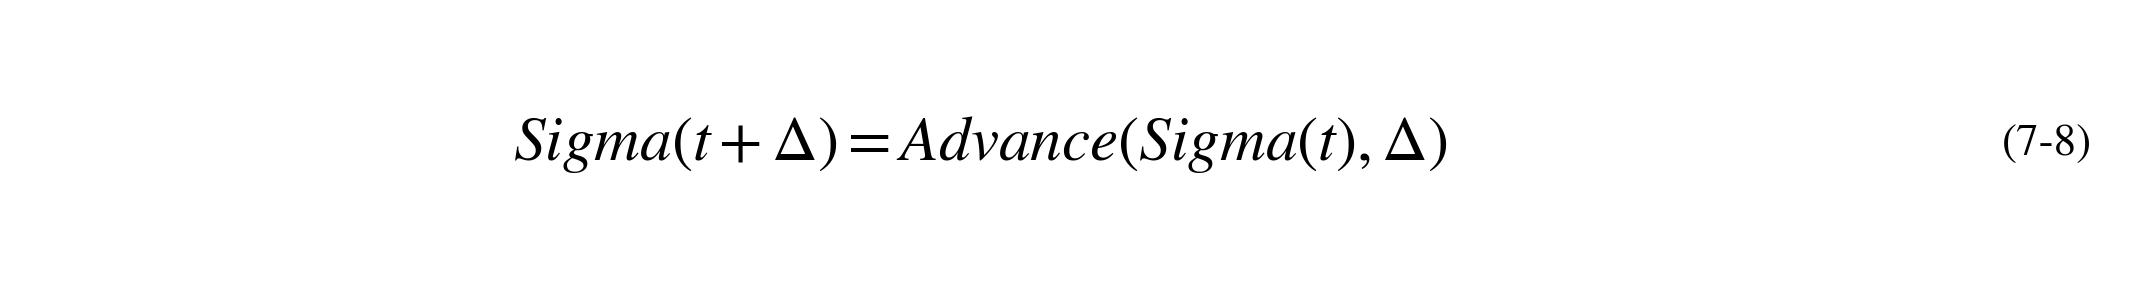 Sigma(t + Δ) = Advance(Sigma(t), Δ) (7-8)